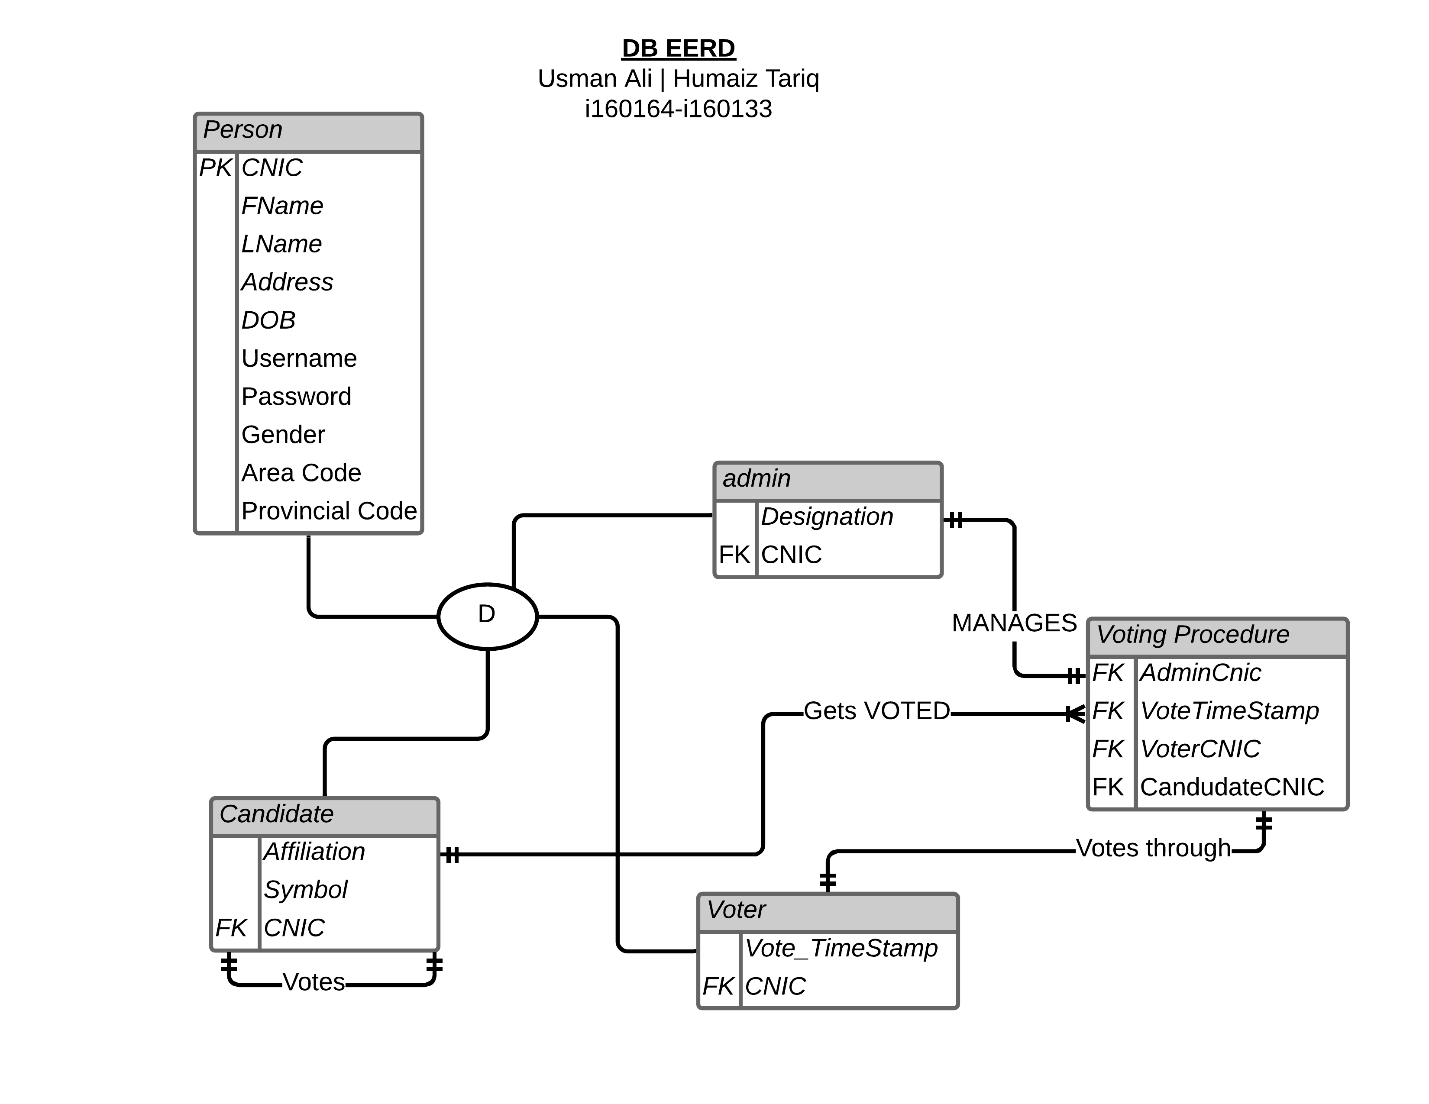 DB EERD
Usman Ali | Humaiz Tariq
i160164-i160133
Person
PK CNIC
FName
LName
Address
DOB
Username
Password
Gender
Area Code
Provincial Code
admin
Designation
FK CNIC
D
MANAGES
Voting Procedure
FK AdminCnic
FK VoteTimeStamp
FK VoterCNIC
FK CandudateCNIC
Gets VOTED
Candidate
Affiliation
Symbol
FK CNIC
Votes
Votes through
Voter
Vote_TimeStamp
FK CNIC